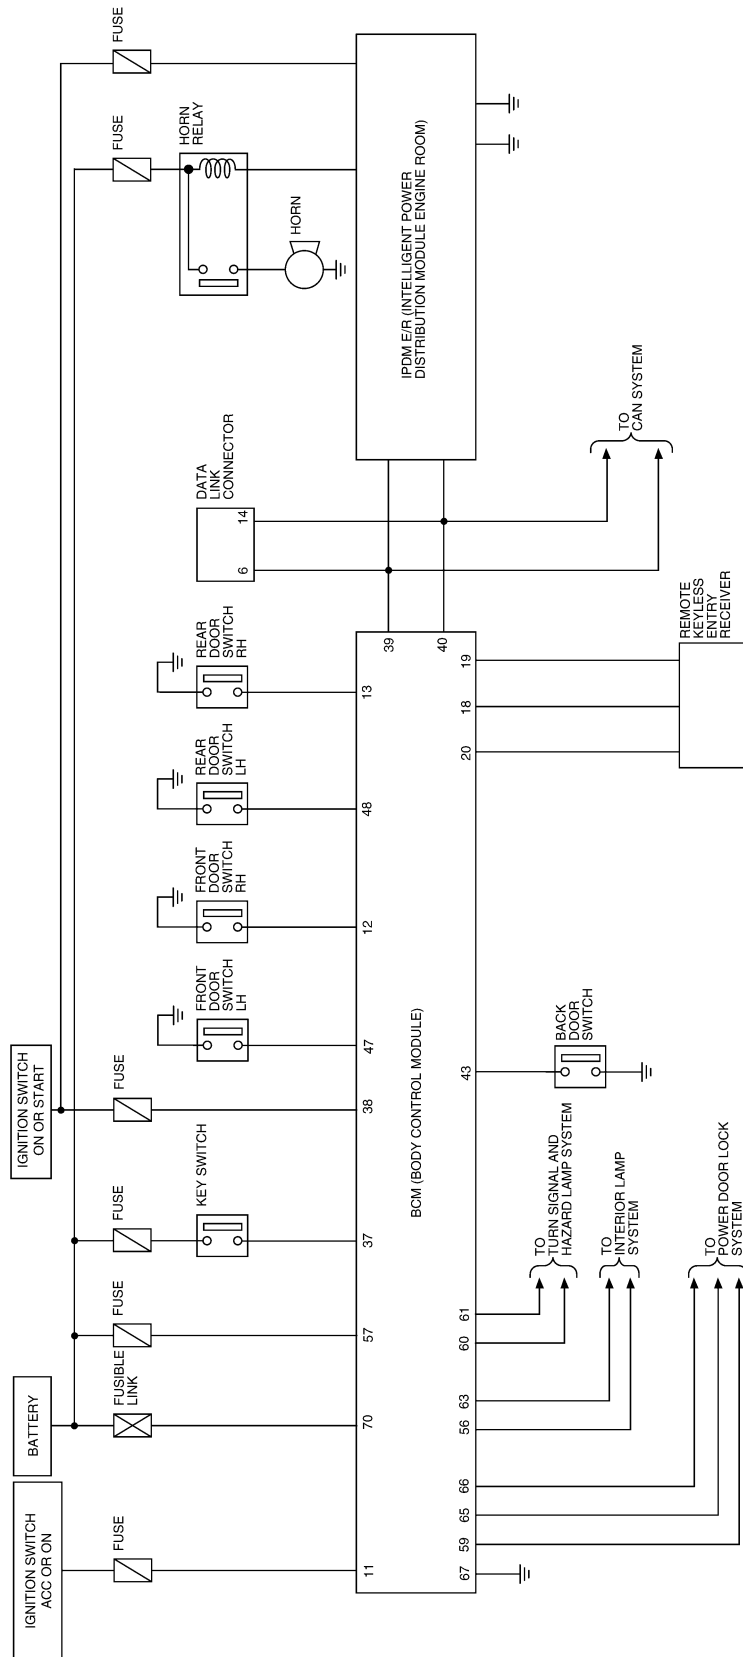 IGNITION SWITCH
ACC OR ON
BATTERY
IGNITION SWITCH
ON OR START
FUSE
FUSIBLE
LINK
FUSE
FUSE
FUSE
FUSE
FUSE
KEY SWITCH
FRONT
DOOR
SWITCH
LH
FRONT
DOOR
SWITCH
RH
REAR
DOOR
SWITCH
LH
REAR
DOOR
SWITCH
RH
DATA
LINK
CONNECTOR
6
14
HORN
RELAY
HORN
11
70
57
37
38
47
12
48
13
39
40
BCM (BODY CONTROL MODULE)
IPDM E/R (INTELLIGENT POWER
DISTRIBUTION MODULE ENGINE ROOM)
67
59
65
66
56
63
60
61
43
20
18
19
TO
TURN SIGNAL AND
HAZARD LAMP SYSTEM
TO
INTERIOR LAMP
SYSTEM
TO
POWER DOOR LOCK
SYSTEM
BACK
DOOR
SWITCH
REMOTE
KEYLESS
ENTRY
RECEIVER
TO
CAN SYSTEM